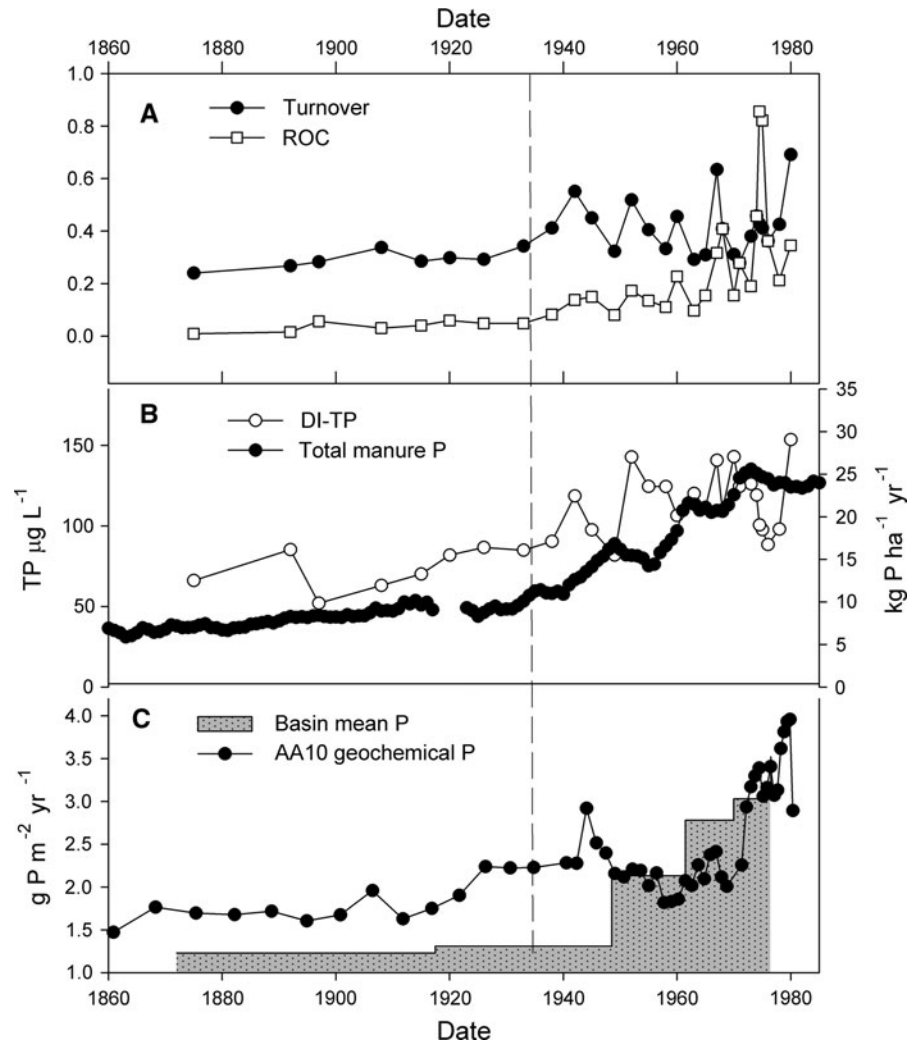 Date
1860 1880 1900 1920 1940 1960 1980
1.0
0.8
0.6
0.4
0.2
0.0
A
Turnover
ROC
B
DI-TP
Total manure P
TP µg L⁻¹
150
100
50
0
35
30
25
20
15
10
5
0
kg P ha⁻¹ yr⁻¹
C
Basin mean P
AA10 geochemical P
g P m⁻² yr⁻¹
4.0
3.5
3.0
2.5
2.0
1.5
1.0
1860 1880 1900 1920 1940 1960 1980
Date